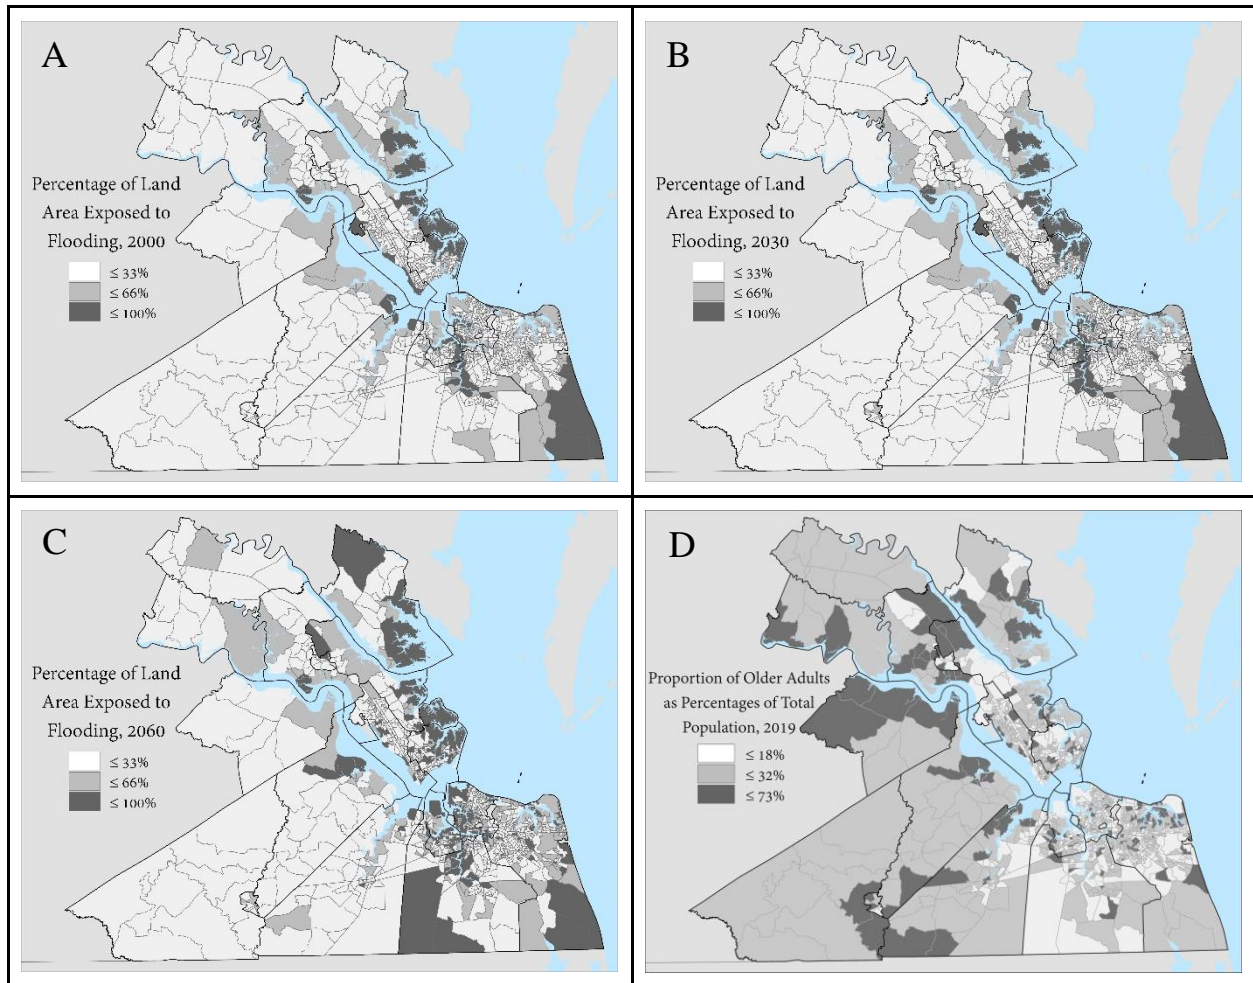 A
Percentage of Land
Area Exposed to
Flooding, 2000
≤ 33%
≤ 66%
≤ 100%
B
Percentage of Land
Area Exposed to
Flooding, 2030
≤ 33%
≤ 66%
≤ 100%
C
Percentage of Land
Area Exposed to
Flooding, 2060
≤ 33%
≤ 66%
≤ 100%
D
Proportion of Older Adults
as Percentages of Total
Population, 2019
≤ 18%
≤ 32%
≤ 73%